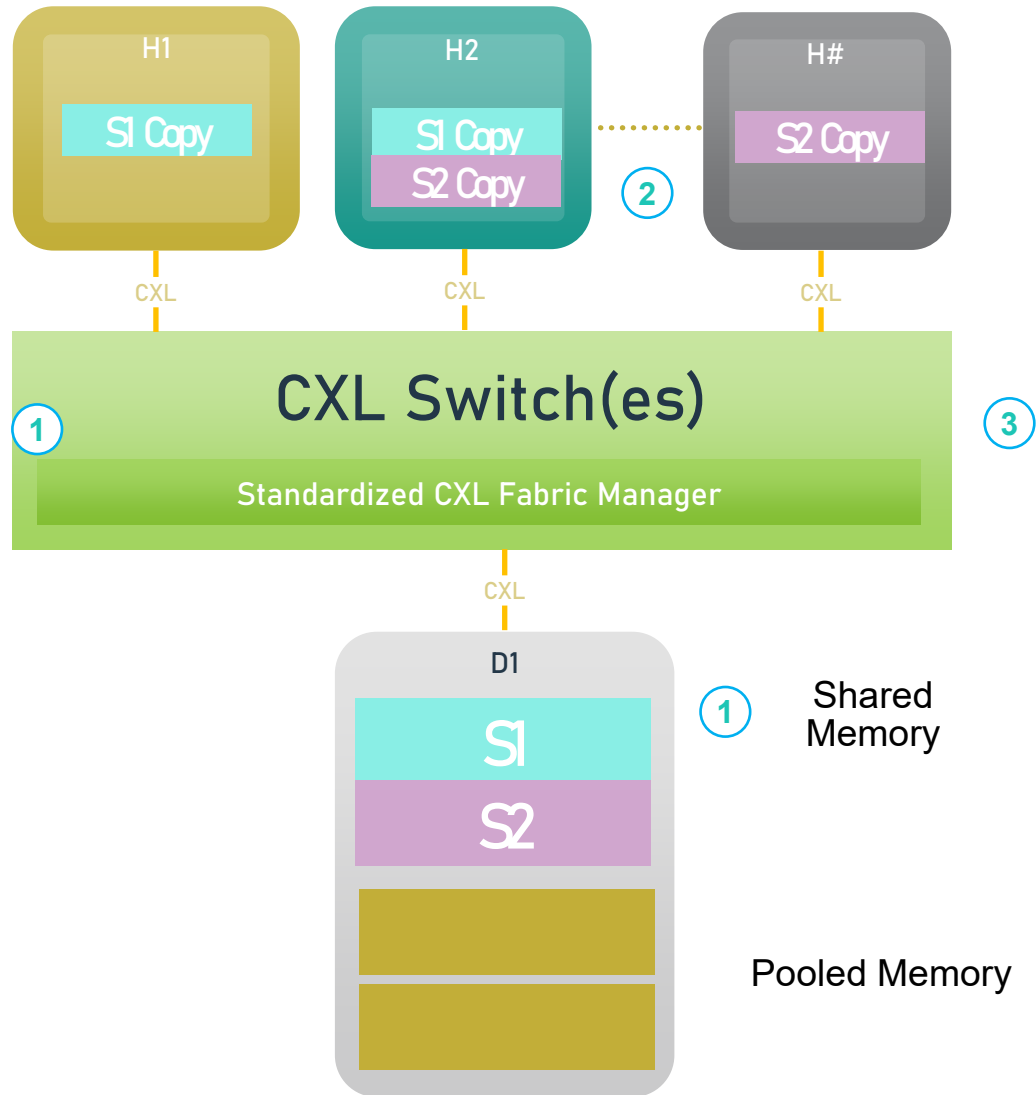 H1
H2
H#
S1 Copy
S1 Copy
S2 Copy
S2 Copy
2
CXL
CXL
CXL
CXL Switch(es)
1
3
Standardized CXL Fabric Manager
CXL
D1
1
Shared
Memory
S1
S2
Pooled Memory